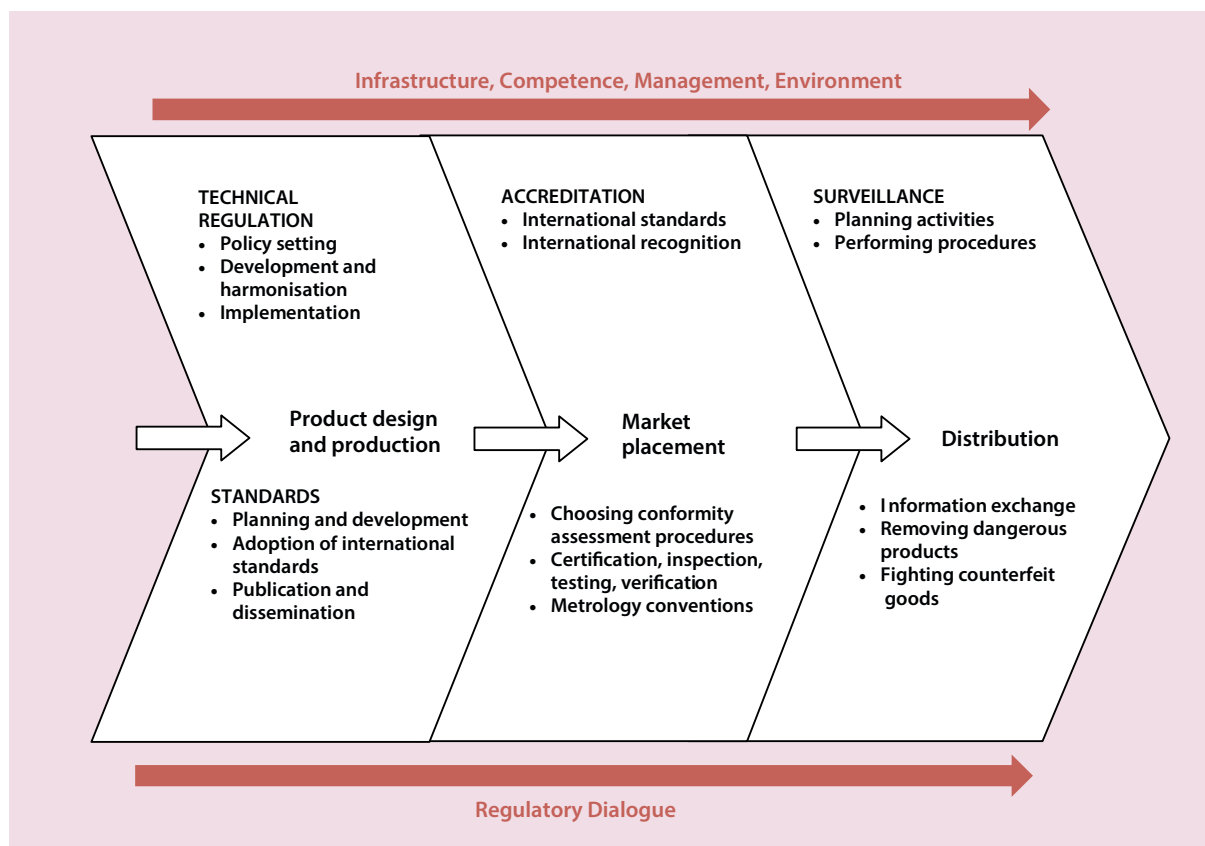 Infrastructure, Competence, Management, Environment
TECHNICAL
REGULATION
• Policy setting
• Development and
harmonisation
• Implementation
Product design
and production
STANDARDS
• Planning and development
• Adoption of international
standards
• Publication and
dissemination
ACCREDITATION
• International standards
• International recognition
Market
placement
• Choosing conformity
assessment procedures
• Certification, inspection,
testing, verification
• Metrology conventions
SURVEILLANCE
• Planning activities
• Performing procedures
Distribution
• Information exchange
• Removing dangerous
products
• Fighting counterfeit
goods
Regulatory Dialogue